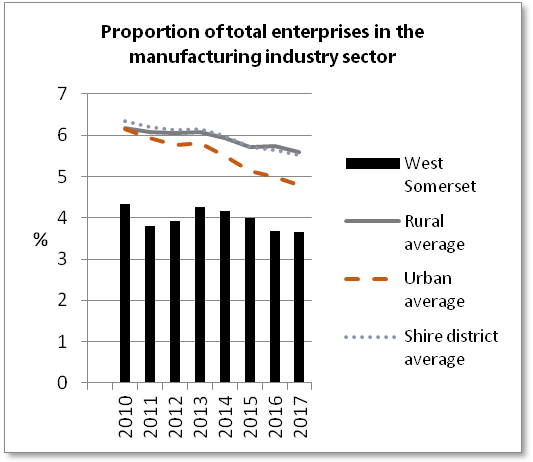 Proportion of total enterprises in the
manufacturing industry sector
7
6
5
4
3
2
1
0
%
2010
2011
2012
2013
2014
2015
2016
2017
West
Somerset
Rural
average
Urban
average
Shire district
average